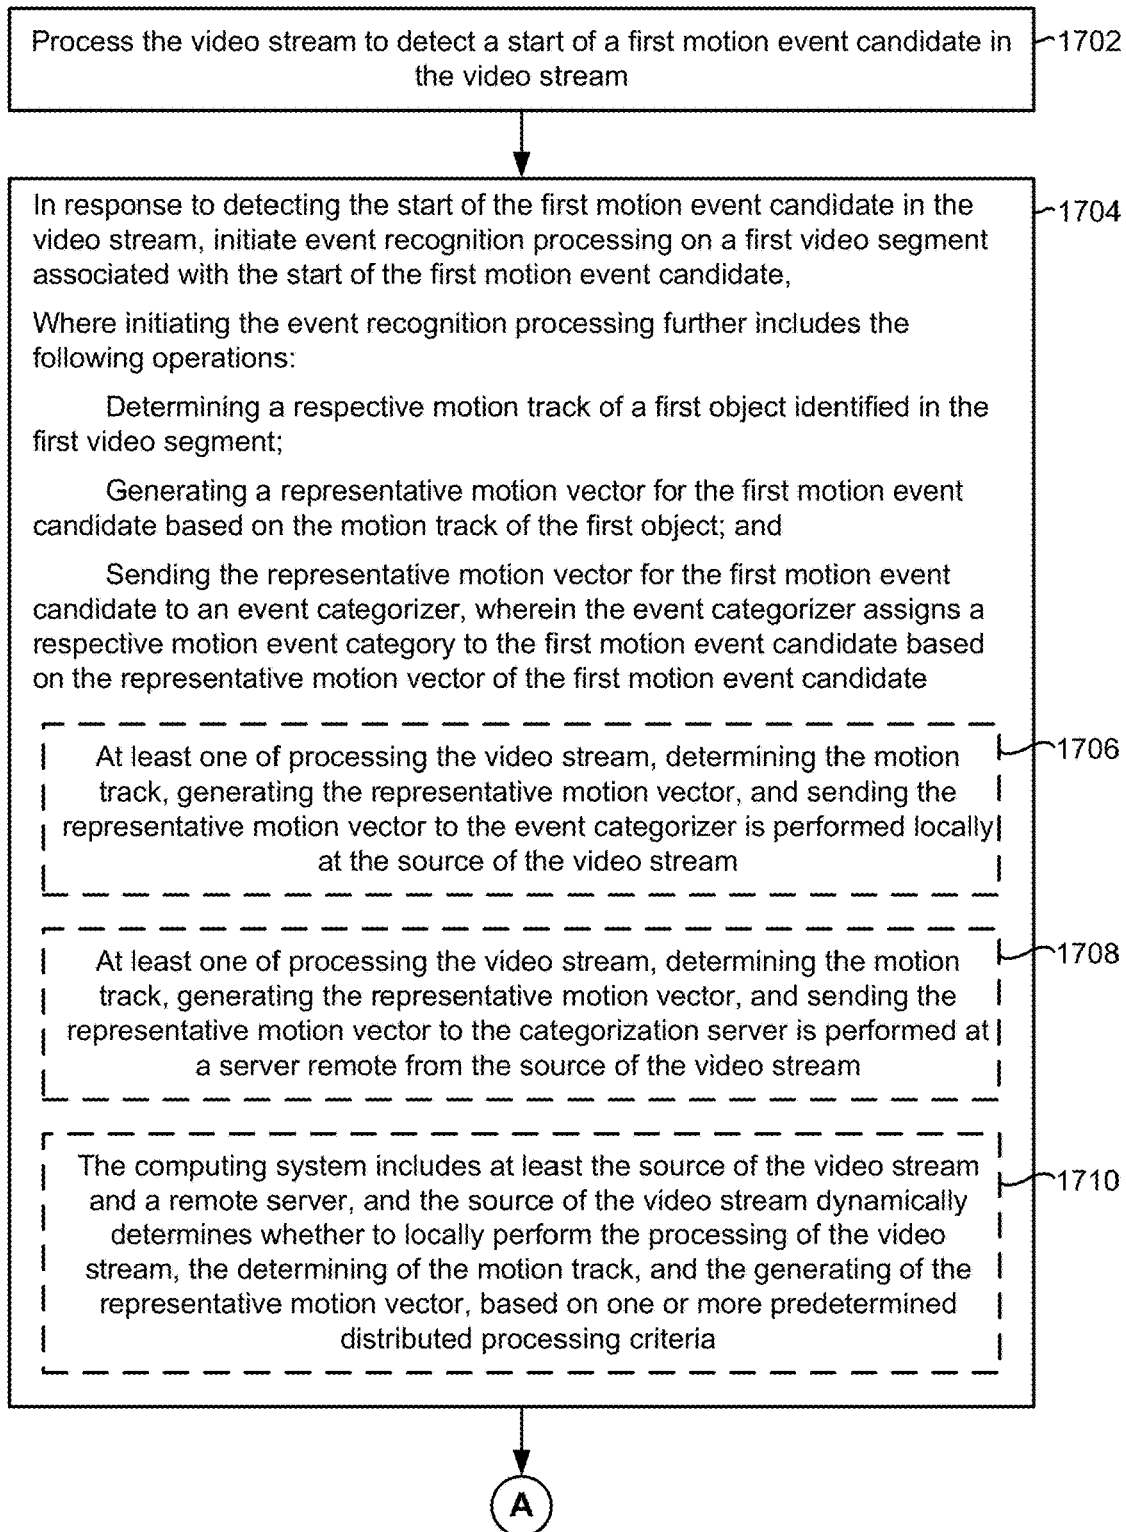 Process the video stream to detect a start of a first motion event candidate in
the video stream
1702
In response to detecting the start of the first motion event candidate in the
video stream, initiate event recognition processing on a first video segment
associated with the start of the first motion event candidate,
1704
Where initiating the event recognition processing further includes the
following operations:
Determining a respective motion track of a first object identified in the
first video segment;
Generating a representative motion vector for the first motion event
candidate based on the motion track of the first object; and
Sending the representative motion vector for the first motion event
candidate to an event categorizer, wherein the event categorizer assigns a
respective motion event category to the first motion event candidate based
on the representative motion vector of the first motion event candidate
At least one of processing the video stream, determining the motion
track, generating the representative motion vector, and sending the
representative motion vector to the event categorizer is performed locally
at the source of the video stream
1706
At least one of processing the video stream, determining the motion
track, generating the representative motion vector, and sending the
representative motion vector to the categorization server is performed at
a server remote from the source of the video stream
1708
The computing system includes at least the source of the video stream
and a remote server, and the source of the video stream dynamically
determines whether to locally perform the processing of the video
stream, the determining of the motion track, and the generating of the
representative motion vector, based on one or more predetermined
distributed processing criteria
1710
A